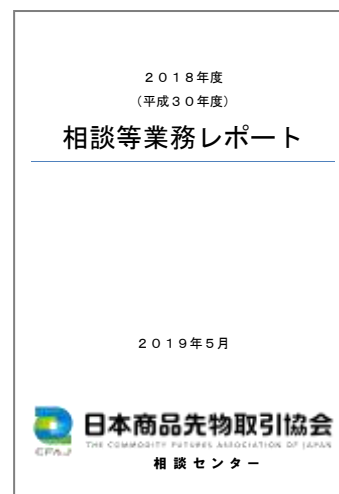 ２０１８年度
（平成３０年度）
相談等業務レポート
２０１９年５月
日本商品先物取引協会
THE COMMODITY FUTURES ASSOCIATION OF JAPAN
CFAJ
相談センター